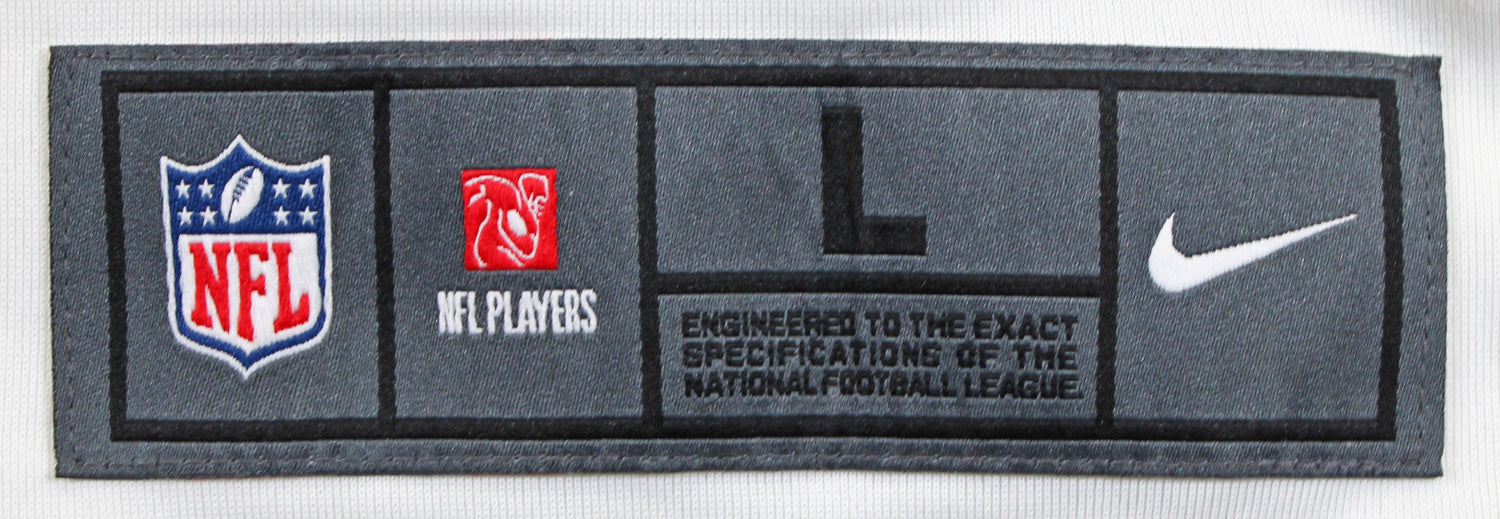 NFL
NFL PLAYERS
L
ENGINEERED TO THE EXACT
SPECIFICATIONS OF THE
NATIONAL FOOTBALL LEAGUE.